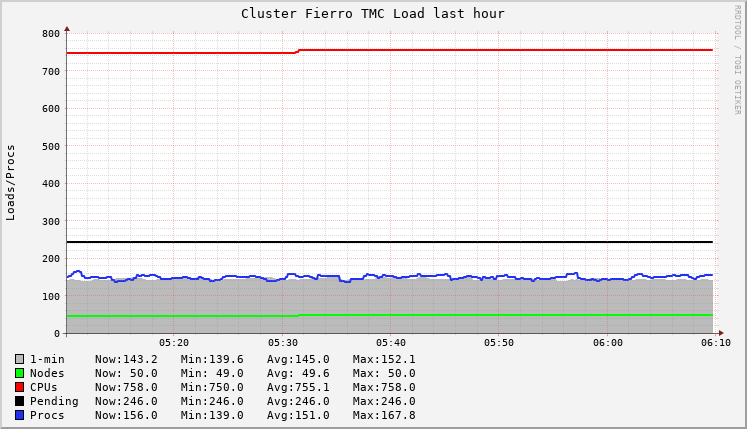 Cluster Fierro TMC Load last hour
RRDTOOL / TOBI OETIKER
Loads/Procs
800
700
600
500
400
300
200
100
0
05:20 05:30 05:40 05:50 06:00 06:10
1-min Now:143.2 Min:139.6 Avg:145.0 Max:152.1
Nodes Now: 50.0 Min: 49.0 Avg: 49.6 Max: 50.0
CPUs Now:758.0 Min:750.0 Avg:755.1 Max:758.0
Pending Now:246.0 Min:246.0 Avg:246.0 Max:246.0
Procs Now:156.0 Min:139.0 Avg:151.0 Max:167.8